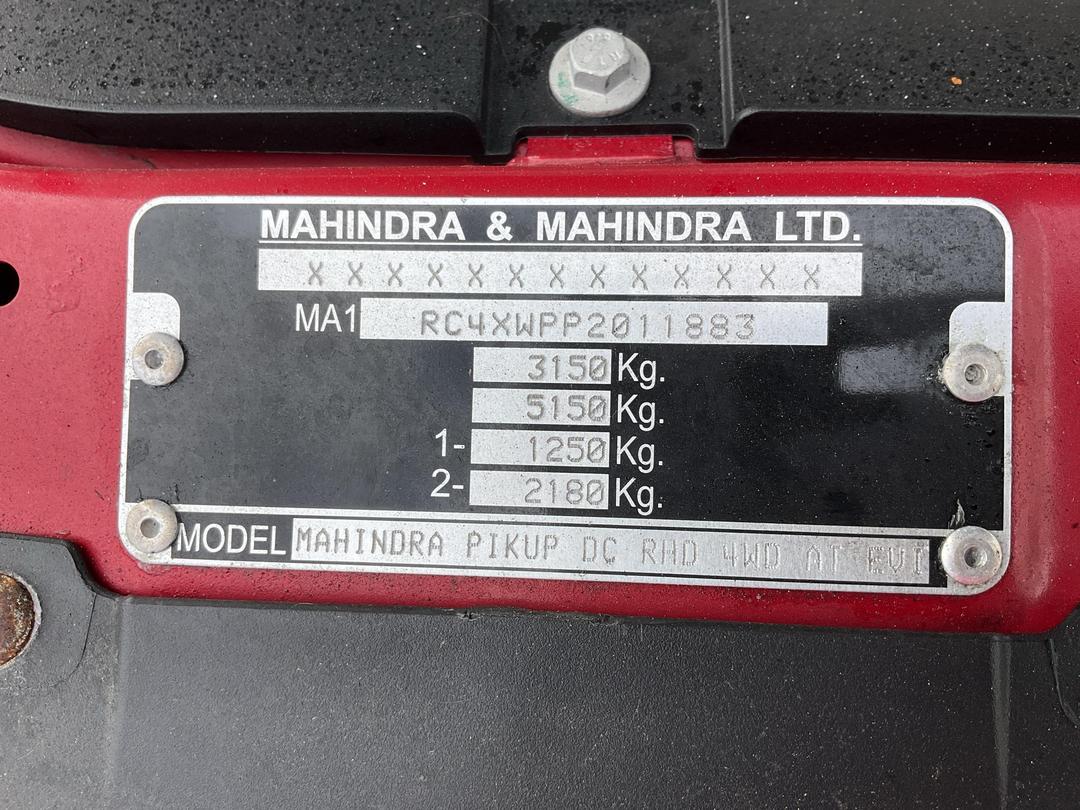 MAHINDRA & MAHINDRA LTD.
X X X X X X X X X X X X X
MA1 RC4XWPP2011883
3150 Kg.
5150 Kg.
1- 1250 Kg.
2- 2180 Kg.
MODEL MAHINDRA PIKUP DC RHD 4WD AT EVI